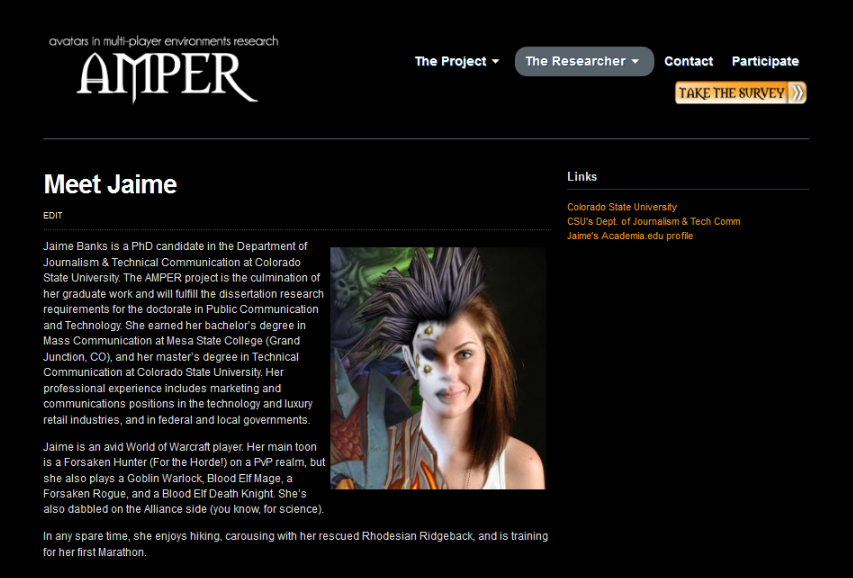 avatars in multi-player environments research
AMPER
The Project
The Researcher
Contact
Participate
TAKE THE SURVEY
Meet Jaime
EDIT
Jaime Banks is a PhD candidate in the Department of
Journalism & Technical Communication at Colorado
State University. The AMPER project is the culmination of
her graduate work and will fulfill the dissertation research
requirements for the doctorate in Public Communication
and Technology. She earned her bachelor's degree in
Mass Communication at Mesa State College (Grand
Junction, CO), and her master's degree in Technical
Communication at Colorado State University. Her
professional experience includes marketing and
communications positions in the technology and luxury
retail industries, and in federal and local governments.
Jaime is an avid World of Warcraft player. Her main toon
is a Forsaken Hunter (For the Horde!) on a PvP realm, but
she also plays a Goblin Warlock, Blood Elf Mage, a
Forsaken Rogue, and a Blood Elf Death Knight. She's
also dabbled on the Alliance side (you know, for science).
In any spare time, she enjoys hiking, carousing with her rescued Rhodesian Ridgeback, and is training
for her first Marathon.
Links
Colorado State University
CSU's Dept. of Journalism & Tech Comm
Jaime's Academia.edu profile